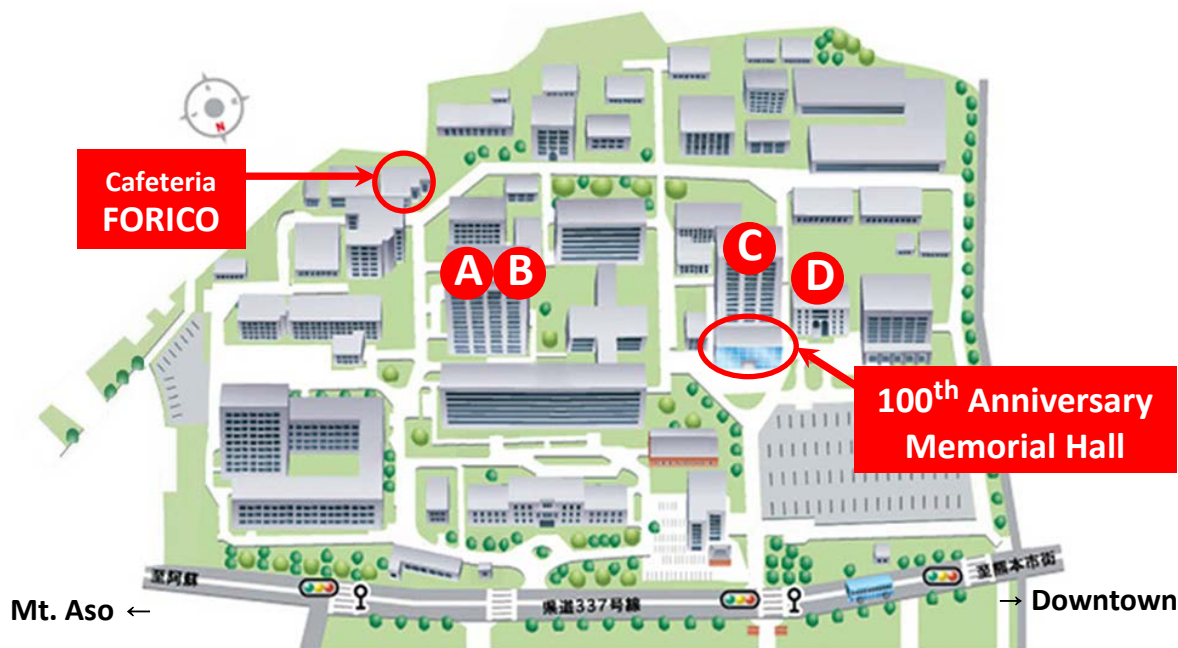 N
Cafeteria
FORICO
A
B
C
D
100th Anniversary
Memorial Hall
至阿蘇
県道337号線
至熊本市街
Mt. Aso ←
→ Downtown